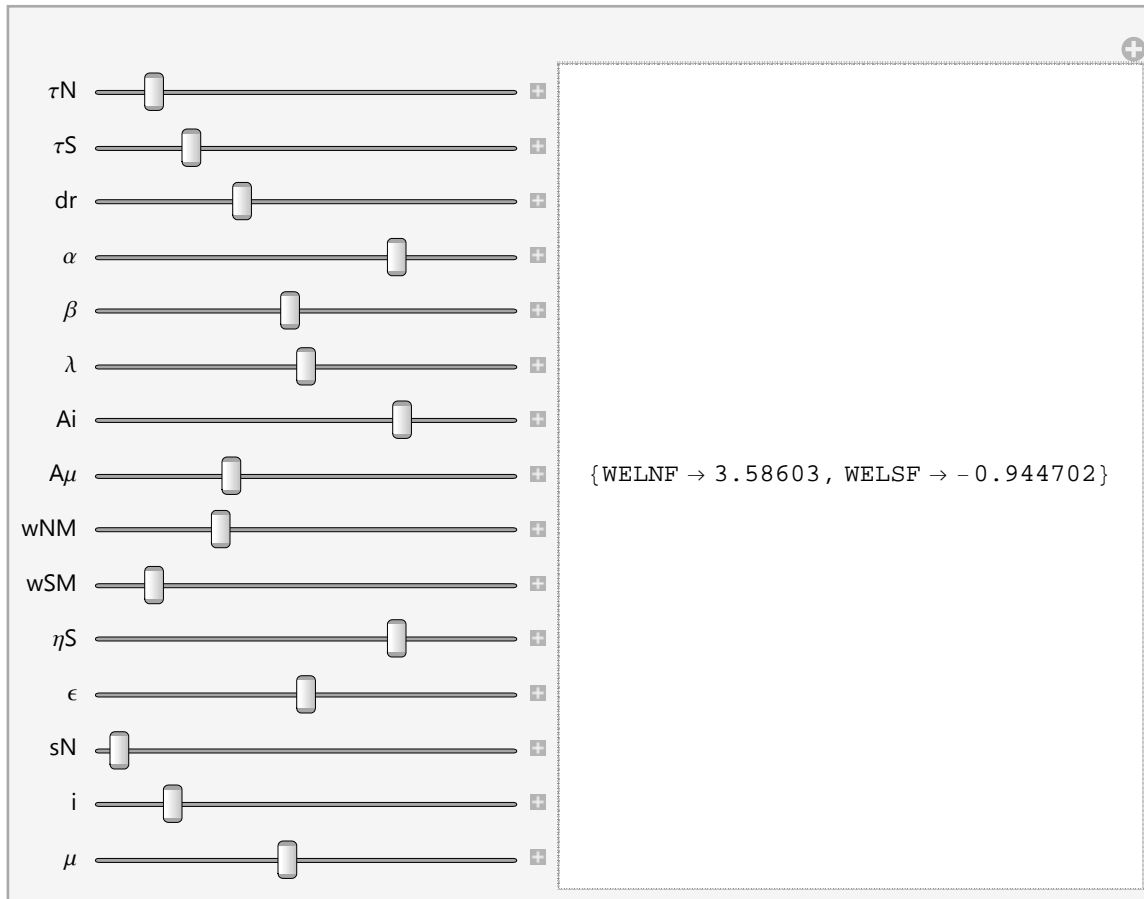 τN
τS
dr
α
β
λ
Ai
Aμ
wNM
wSM
ηS
ϵ
sN
i
μ
{WELNF → 3.58603, WELSF → -0.944702}